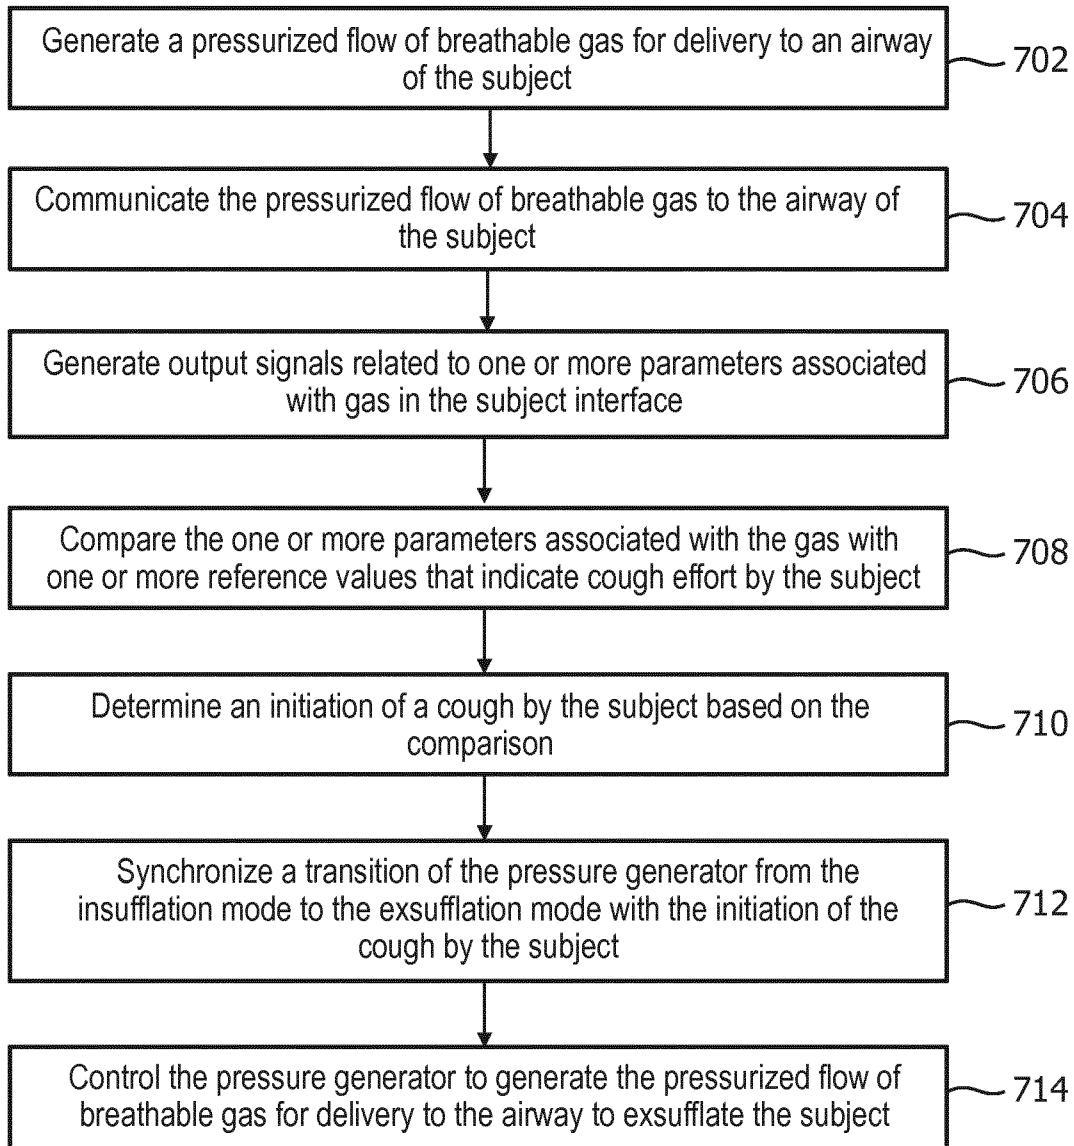 Generate a pressurized flow of breathable gas for delivery to an airway
of the subject
702
Communicate the pressurized flow of breathable gas to the airway of
the subject
704
Generate output signals related to one or more parameters associated
with gas in the subject interface
706
Compare the one or more parameters associated with the gas with
one or more reference values that indicate cough effort by the subject
708
Determine an initiation of a cough by the subject based on the
comparison
710
Synchronize a transition of the pressure generator from the
insufflation mode to the exsufflation mode with the initiation of the
cough by the subject
712
Control the pressure generator to generate the pressurized flow of
breathable gas for delivery to the airway to exsufflate the subject
714